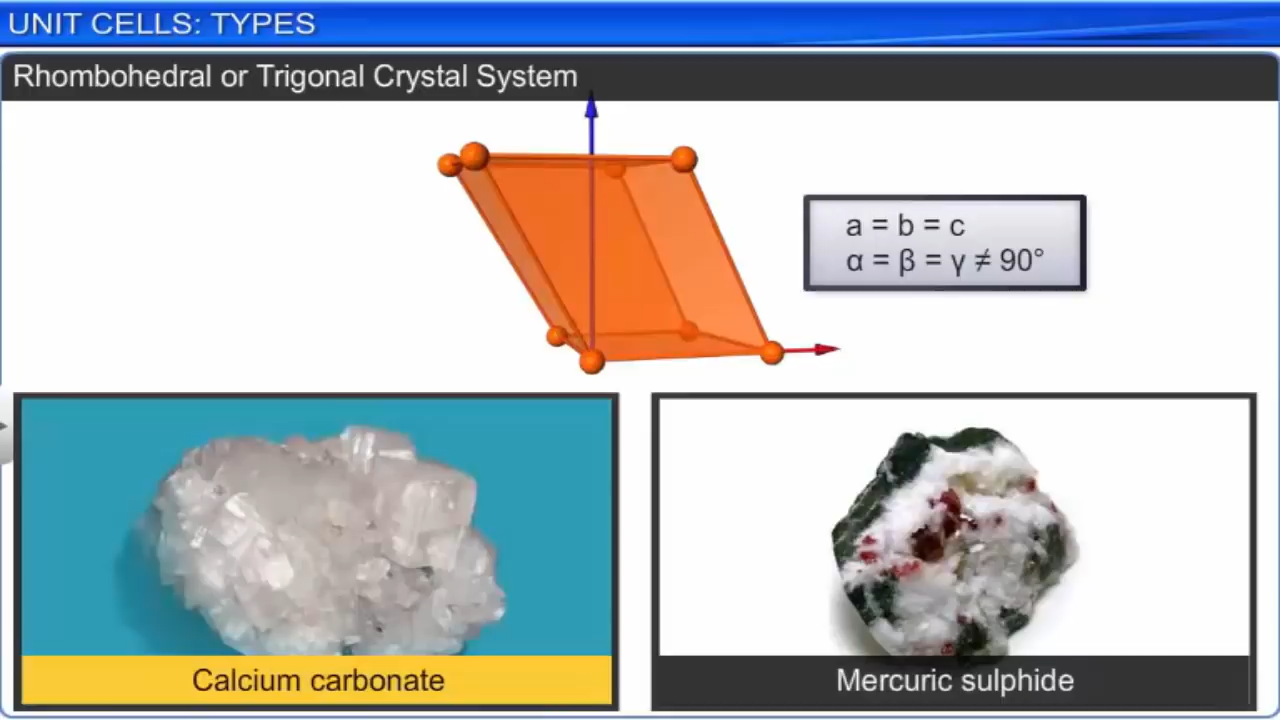 UNIT CELLS: TYPES
Rhombohedral or Trigonal Crystal System
a = b = c
α = β = γ ≠ 90°
Calcium carbonate
Mercuric sulphide